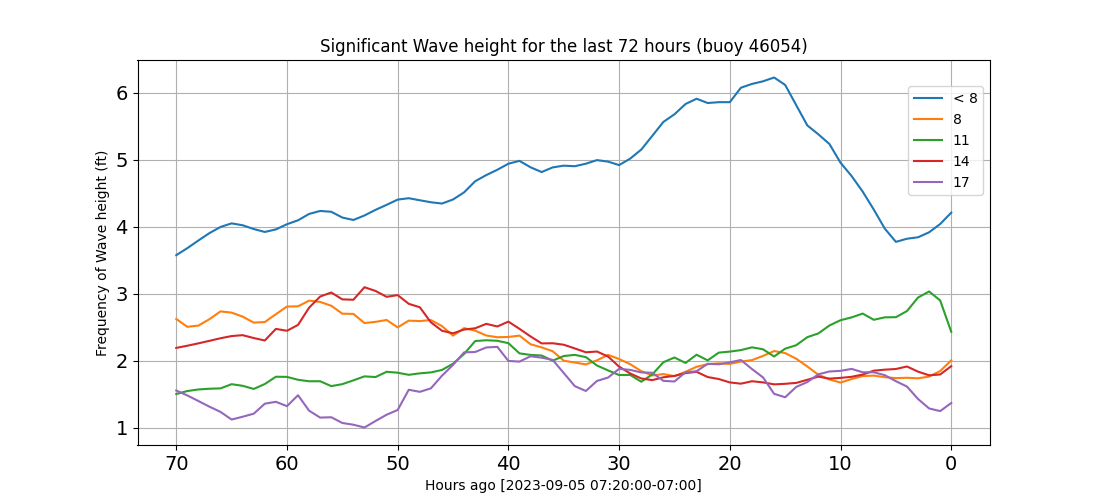 Significant Wave height for the last 72 hours (buoy 46054)
Frequency of Wave height (ft)
6
5
4
3
2
1
< 8
8
11
14
17
70 60 50 40 30 20 10 0
Hours ago [2023-09-05 07:20:00-07:00]